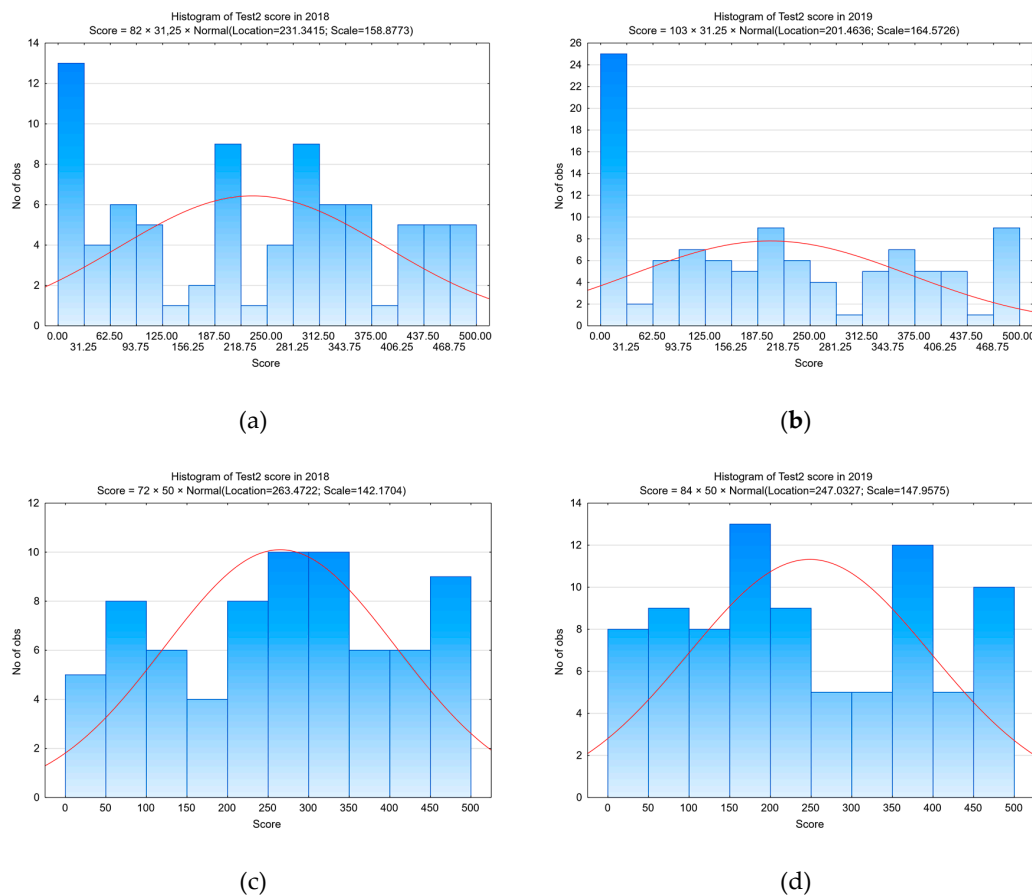 Histogram of Test2 score in 2018
Score = 82 × 31,25 × Normal(Location=231.3415; Scale=158.8773)
14
12
10
8
6
4
2
0
No of obs
0.00 62.50 125.00 187.50 250.00 312.50 375.00 437.50 500.00
31.25 93.75 156.25 218.75 281.25 343.75 406.25 468.75
Score
(a)
Histogram of Test2 score in 2019
Score = 103 × 31.25 × Normal(Location=201.4636; Scale=164.5726)
26
24
22
20
18
16
14
12
10
8
6
4
2
0
No of obs
0.00 62.50 125.00 187.50 250.00 312.50 375.00 437.50 500.00
31.25 93.75 156.25 218.75 281.25 343.75 406.25 468.75
Score
(b)
Histogram of Test2 score in 2018
Score = 72 × 50 × Normal(Location=263.4722; Scale=142.1704)
12
10
8
6
4
2
0
No of obs
0 50 100 150 200 250 300 350 400 450 500
Score
(c)
Histogram of Test2 score in 2019
Score = 84 × 50 × Normal(Location=247.0327; Scale=147.9575)
14
12
10
8
6
4
2
0
No of obs
0 50 100 150 200 250 300 350 400 450 500
Score
(d)